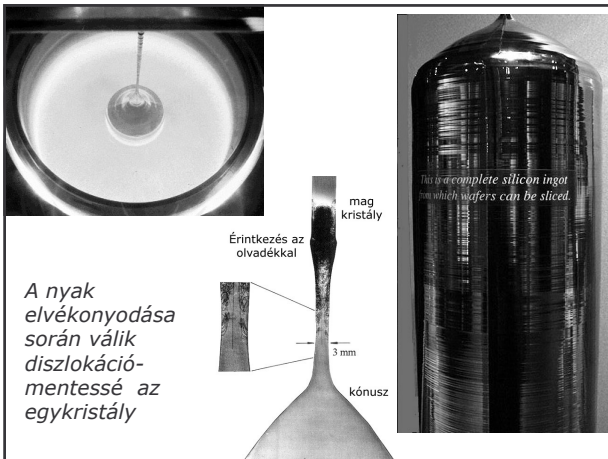 This is a complete silicon ingot
from which wafers can be sliced.
mag
kristály
Érintkezés az
olvadékkal
3 mm
kónusz
A nyak
elvékonyodása
során válik
diszlokáció-
mentessé az
egykristály